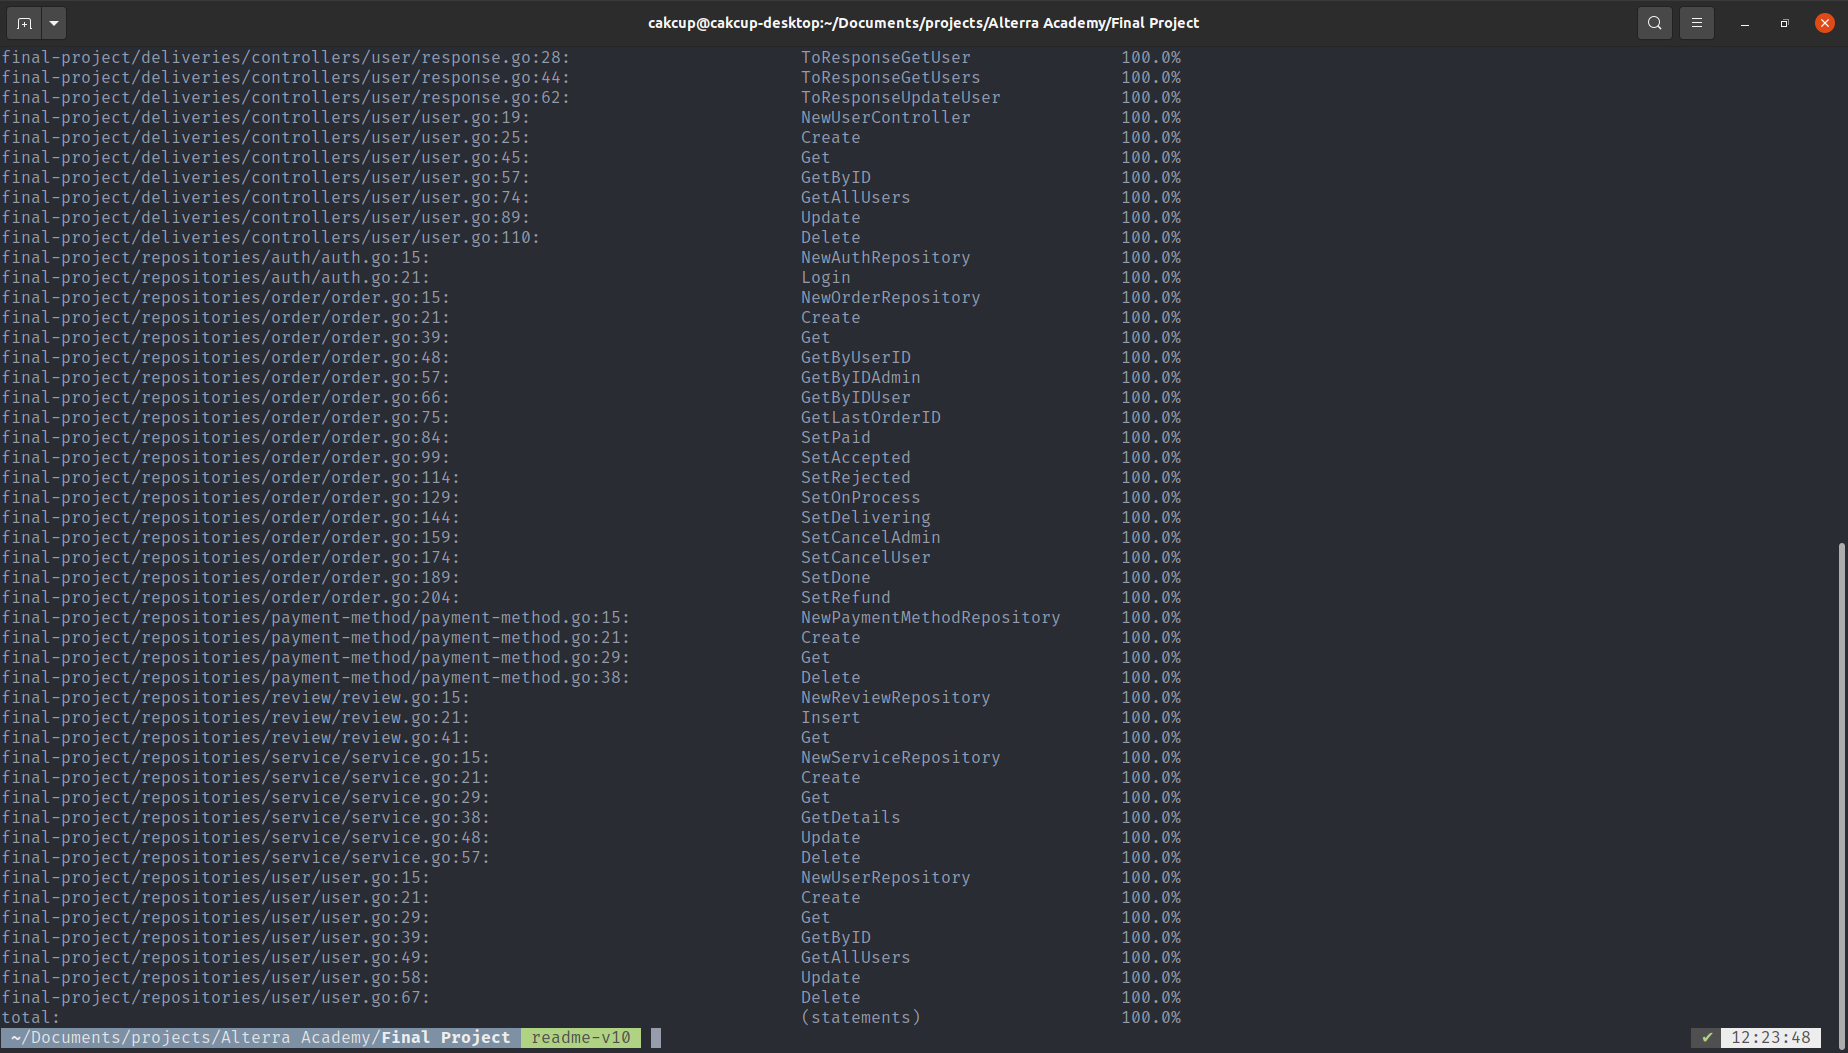 cakcup@cakcup-desktop:~/Documents/projects/Alterra Academy/Final Project
final-project/deliveries/controllers/user/response.go:28: ToResponseGetUser 100.0%
final-project/deliveries/controllers/user/response.go:44: ToResponseGetUsers 100.0%
final-project/deliveries/controllers/user/response.go:62: ToResponseUpdateUser 100.0%
final-project/deliveries/controllers/user/user.go:19: NewUserController 100.0%
final-project/deliveries/controllers/user/user.go:25: Create 100.0%
final-project/deliveries/controllers/user/user.go:45: Get 100.0%
final-project/deliveries/controllers/user/user.go:57: GetByID 100.0%
final-project/deliveries/controllers/user/user.go:74: GetAllUsers 100.0%
final-project/deliveries/controllers/user/user.go:89: Update 100.0%
final-project/deliveries/controllers/user/user.go:110: Delete 100.0%
final-project/repositories/auth/auth.go:15: NewAuthRepository 100.0%
final-project/repositories/auth/auth.go:21: Login 100.0%
final-project/repositories/order/order.go:15: NewOrderRepository 100.0%
final-project/repositories/order/order.go:21: Create 100.0%
final-project/repositories/order/order.go:39: Get 100.0%
final-project/repositories/order/order.go:48: GetByUserID 100.0%
final-project/repositories/order/order.go:57: GetByIDAdmin 100.0%
final-project/repositories/order/order.go:66: GetByIDUser 100.0%
final-project/repositories/order/order.go:75: GetLastOrderID 100.0%
final-project/repositories/order/order.go:84: SetPaid 100.0%
final-project/repositories/order/order.go:99: SetAccepted 100.0%
final-project/repositories/order/order.go:114: SetRejected 100.0%
final-project/repositories/order/order.go:129: SetOnProcess 100.0%
final-project/repositories/order/order.go:144: SetDelivering 100.0%
final-project/repositories/order/order.go:159: SetCancelAdmin 100.0%
final-project/repositories/order/order.go:174: SetCancelUser 100.0%
final-project/repositories/order/order.go:189: SetDone 100.0%
final-project/repositories/order/order.go:204: SetRefund 100.0%
final-project/repositories/payment-method/payment-method.go:15: NewPaymentMethodRepository 100.0%
final-project/repositories/payment-method/payment-method.go:21: Create 100.0%
final-project/repositories/payment-method/payment-method.go:29: Get 100.0%
final-project/repositories/payment-method/payment-method.go:38: Delete 100.0%
final-project/repositories/review/review.go:15: NewReviewRepository 100.0%
final-project/repositories/review/review.go:21: Insert 100.0%
final-project/repositories/review/review.go:41: Get 100.0%
final-project/repositories/service/service.go:15: NewServiceRepository 100.0%
final-project/repositories/service/service.go:21: Create 100.0%
final-project/repositories/service/service.go:29: Get 100.0%
final-project/repositories/service/service.go:38: GetDetails 100.0%
final-project/repositories/service/service.go:48: Update 100.0%
final-project/repositories/service/service.go:57: Delete 100.0%
final-project/repositories/user/user.go:15: NewUserRepository 100.0%
final-project/repositories/user/user.go:21: Create 100.0%
final-project/repositories/user/user.go:29: Get 100.0%
final-project/repositories/user/user.go:39: GetByID 100.0%
final-project/repositories/user/user.go:49: GetAllUsers 100.0%
final-project/repositories/user/user.go:58: Update 100.0%
final-project/repositories/user/user.go:67: Delete 100.0%
total: (statements) 100.0%
~/Documents/projects/Alterra Academy/Final Project readme-v10 ✔ 12:23:48